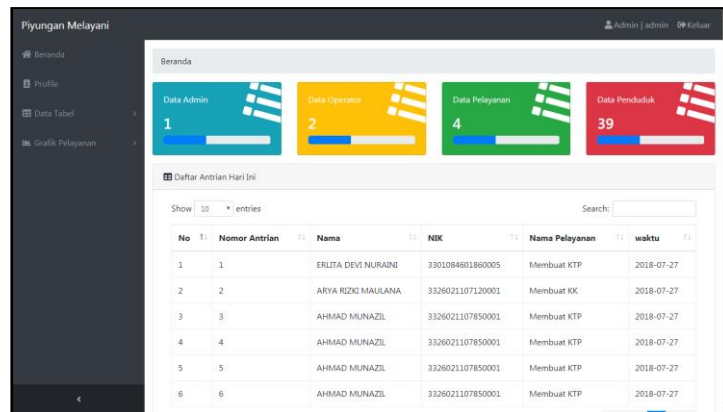 Piyungan Melayani
Admin | admin Keluar
Beranda
Profile
Data Tabel
Grafik Pelayanan
Beranda
Data Admin
1
Data Operator
2
Data Pelayanan
4
Data Penduduk
39
Daftar Antrian Hari Ini
Show 10 entries Search:
No Nomor Antrian Nama NIK Nama Pelayanan waktu
1 1 ERLITA DEVI NURAINI 3301084601860005 Membuat KTP 2018-07-27
2 2 ARYA RIZKI MAULANA 3326021107120001 Membuat KK 2018-07-27
3 3 AHMAD MUNAZIL 3326021107850001 Membuat KTP 2018-07-27
4 4 AHMAD MUNAZIL 3326021107850001 Membuat KTP 2018-07-27
5 5 AHMAD MUNAZIL 3326021107850001 Membuat KTP 2018-07-27
6 6 AHMAD MUNAZIL 3326021107850001 Membuat KTP 2018-07-27